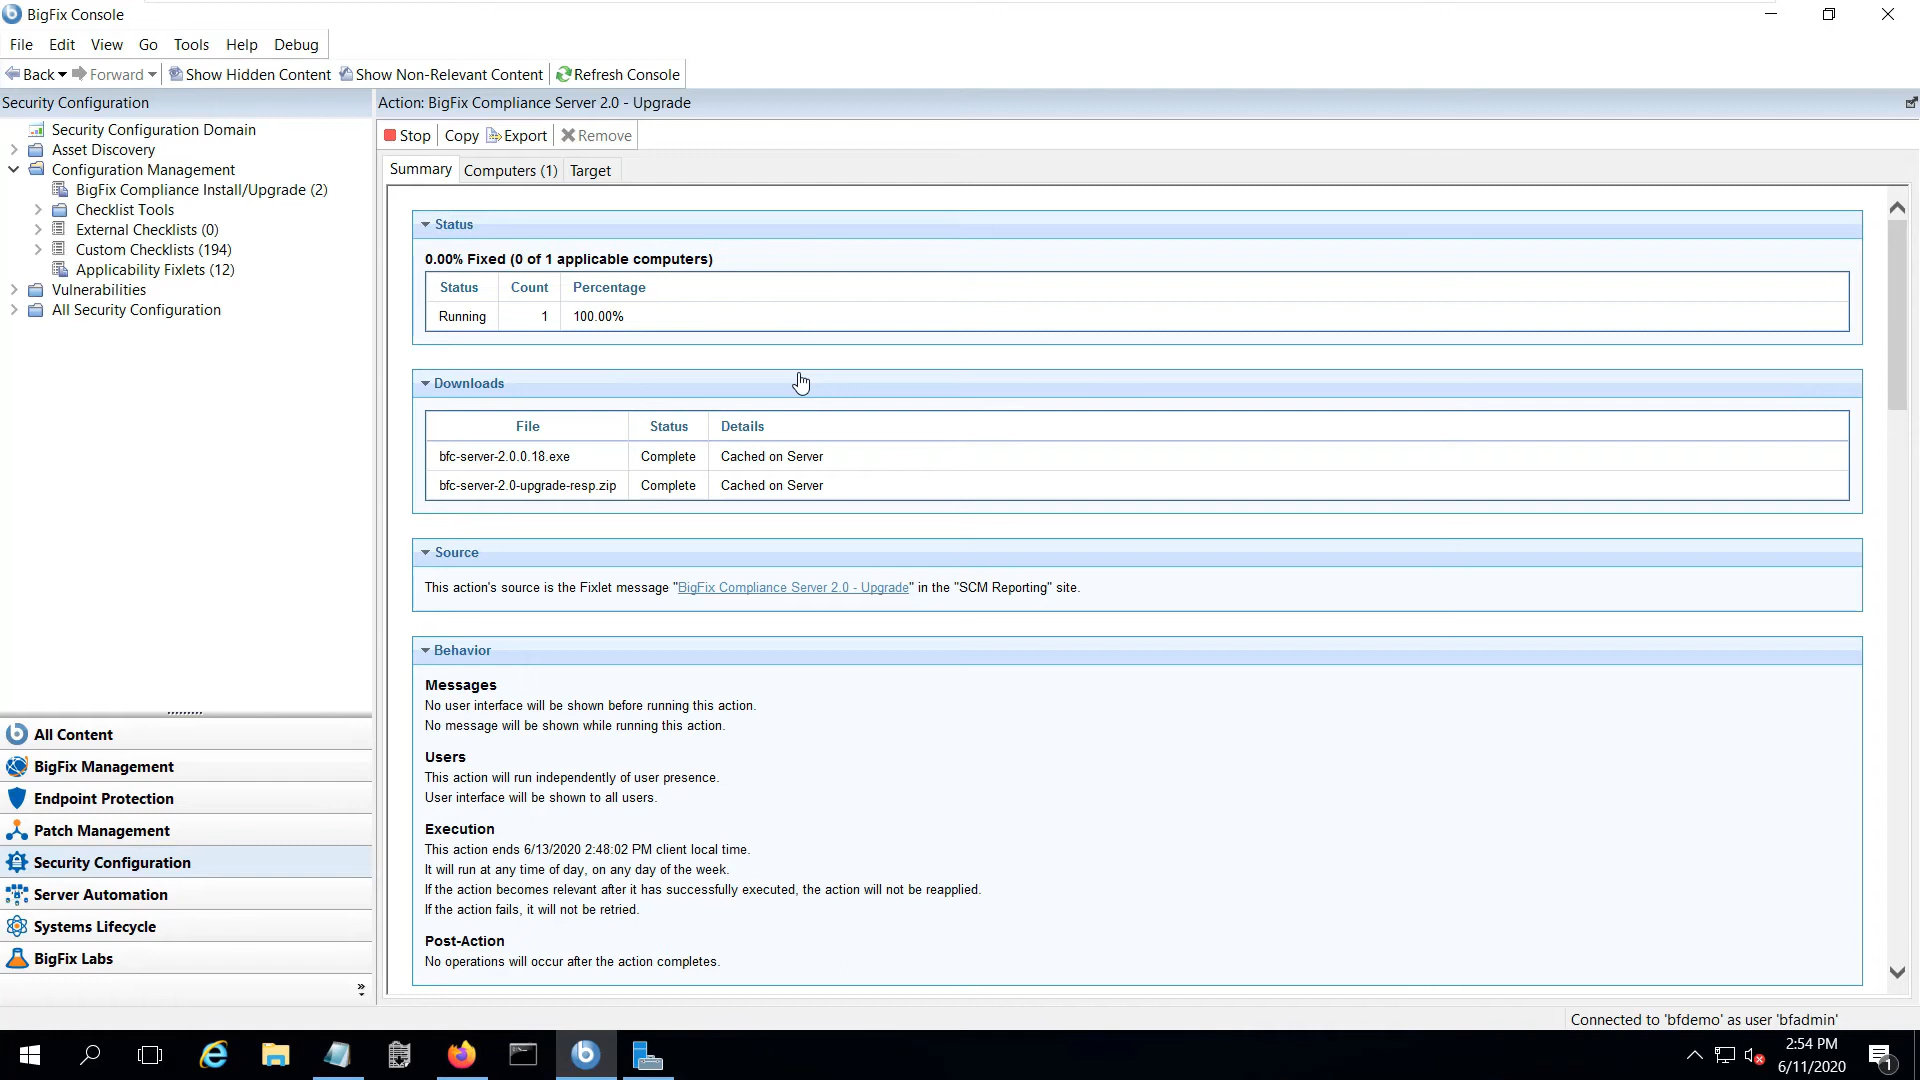 BigFix Console
File Edit View Go Tools Help Debug
Back Forward Show Hidden Content Show Non-Relevant Content Refresh Console
Security Configuration
Security Configuration Domain
Asset Discovery
Configuration Management
BigFix Compliance Install/Upgrade (2)
Checklist Tools
External Checklists (0)
Custom Checklists (194)
Applicability Fixlets (12)
Vulnerabilities
All Security Configuration
All Content
BigFix Management
Endpoint Protection
Patch Management
Security Configuration
Server Automation
Systems Lifecycle
BigFix Labs
Action: BigFix Compliance Server 2.0 - Upgrade
Stop Copy Export Remove
Summary Computers (1) Target
Status
0.00% Fixed (0 of 1 applicable computers)
Status Count Percentage
Running 1 100.00%
Downloads
File Status Details
bfc-server-2.0.0.18.exe Complete Cached on Server
bfc-server-2.0-upgrade-resp.zip Complete Cached on Server
Source
This action's source is the Fixlet message "BigFix Compliance Server 2.0 - Upgrade" in the "SCM Reporting" site.
Behavior
Messages
No user interface will be shown before running this action.
No message will be shown while running this action.
Users
This action will run independently of user presence.
User interface will be shown to all users.
Execution
This action ends 6/13/2020 2:48:02 PM client local time.
It will run at any time of day, on any day of the week.
If the action becomes relevant after it has successfully executed, the action will not be reapplied.
If the action fails, it will not be retried.
Post-Action
No operations will occur after the action completes.
Connected to 'bfdemo' as user 'bfadmin'
2:54 PM
6/11/2020
1